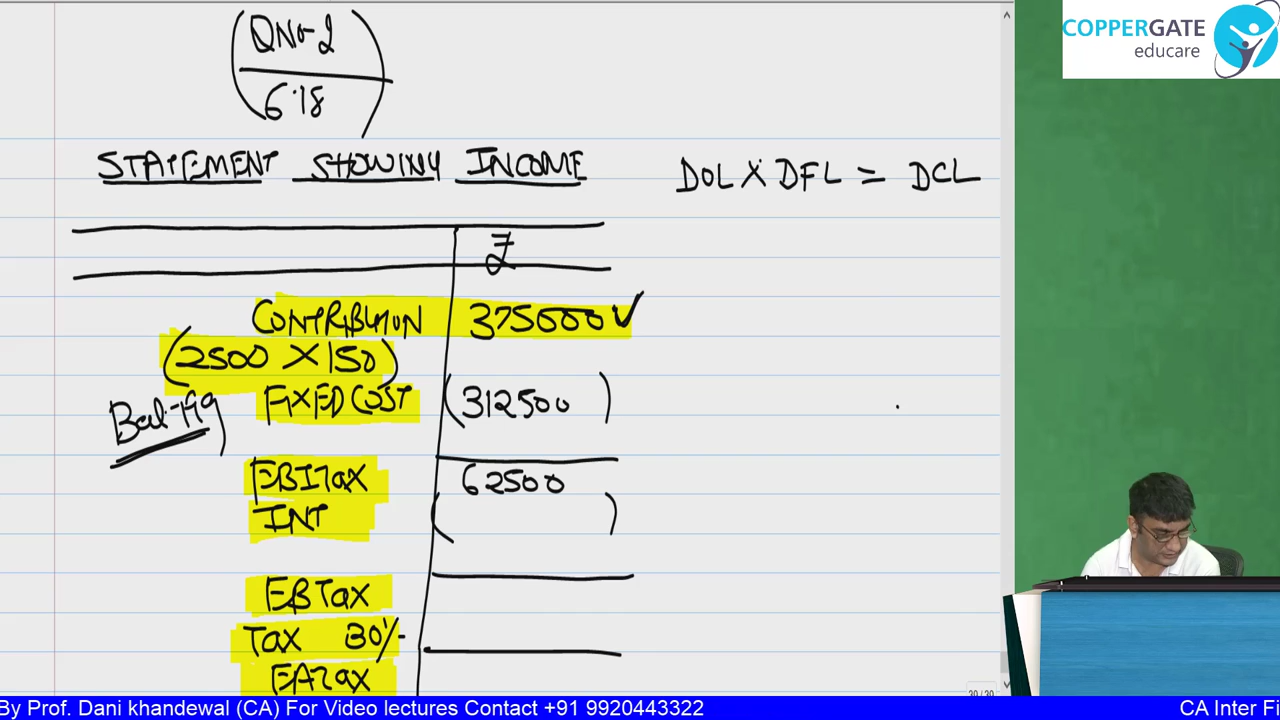 QNo-2
6.18
COPPERGATE
educare
STATEMENT SHOWING INCOME
DOL X DFL = DCL
₹
CONTRIBUTION 375000 ✓
(2500 X 150)
Bal. fig FIXED COST (312500)
EBITax 62500
INT ( )
EBTax
Tax 30%
EATax
30/30
By Prof. Dani khandewal (CA) For Video lectures Contact +91 9920443322
CA Inter Fi